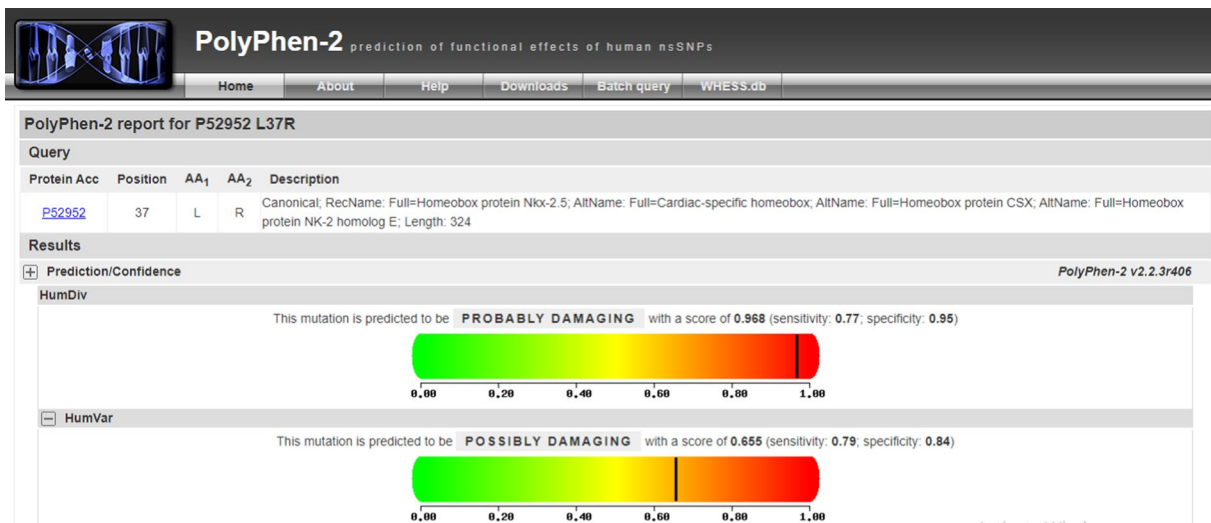 PolyPhen-2 prediction of functional effects of human nsSNPs
Home About Help Downloads Batch query WHESS.db
PolyPhen-2 report for P52952 L37R
Query
Protein Acc Position AA1 AA2 Description
P52952 37 L R Canonical; RecName: Full=Homeobox protein Nkx-2.5; AltName: Full=Cardiac-specific homeobox; AltName: Full=Homeobox protein CSX; AltName: Full=Homeobox
protein NK-2 homolog E; Length: 324
Results
Prediction/Confidence PolyPhen-2 v2.2.3r406
HumDiv
This mutation is predicted to be PROBABLY DAMAGING with a score of 0.968 (sensitivity: 0.77; specificity: 0.95)
0.00 0.20 0.40 0.60 0.80 1.00
HumVar
This mutation is predicted to be POSSIBLY DAMAGING with a score of 0.655 (sensitivity: 0.79; specificity: 0.84)
0.00 0.20 0.40 0.60 0.80 1.00